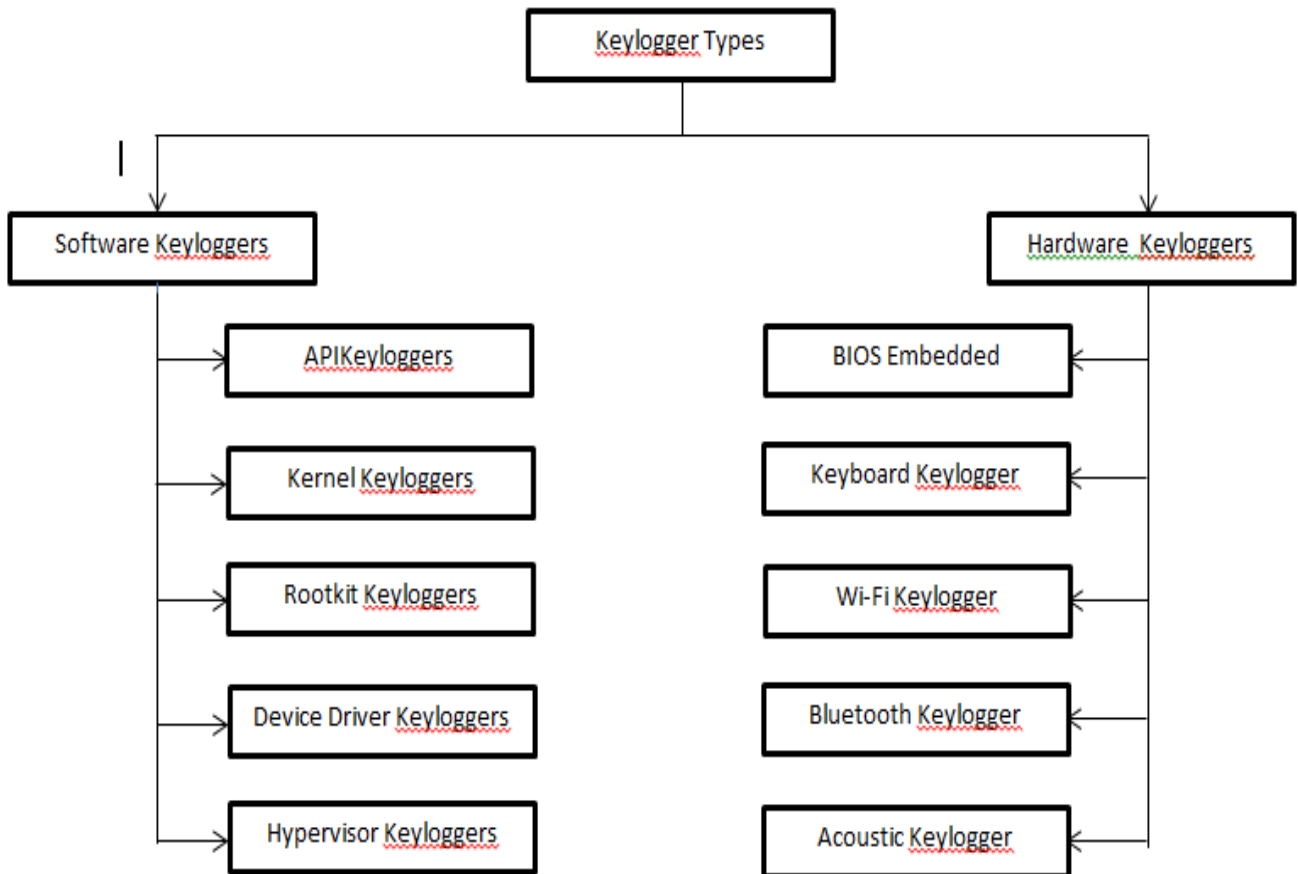 Keylogger Types
Software Keyloggers
Hardware Keyloggers
APIKeyloggers
BIOS Embedded
Kernel Keyloggers
Keyboard Keylogger
Rootkit Keyloggers
Wi-Fi Keylogger
Device Driver Keyloggers
Bluetooth Keylogger
Hypervisor Keyloggers
Acoustic Keylogger